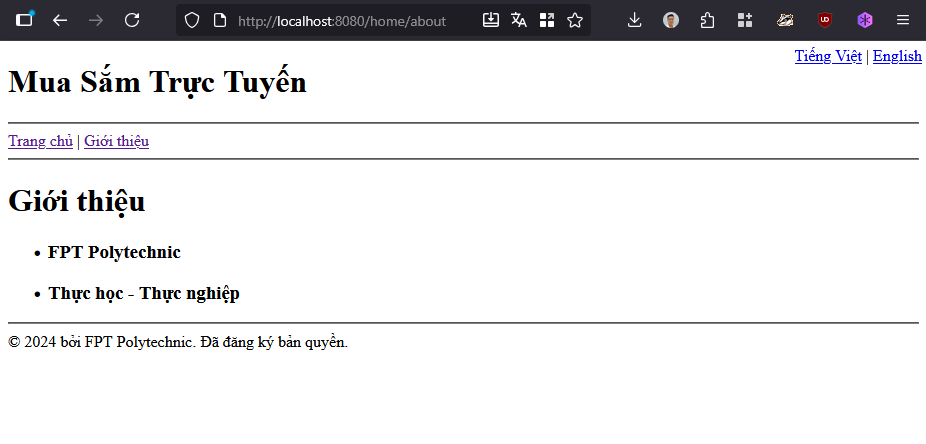 http://localhost:8080/home/about
Tiếng Việt | English
Mua Sắm Trực Tuyến
Trang chủ | Giới thiệu
Giới thiệu
• FPT Polytechnic
• Thực học - Thực nghiệp
© 2024 bởi FPT Polytechnic. Đã đăng ký bản quyền.